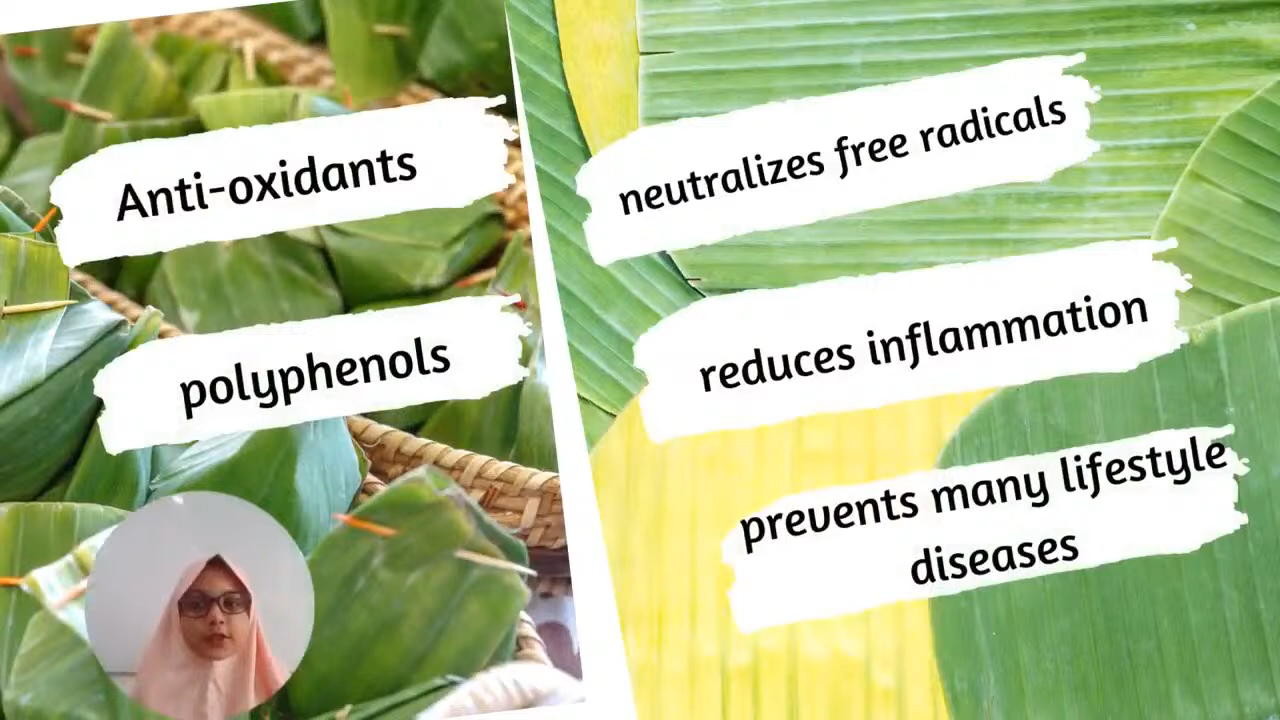 Anti-oxidants
polyphenols
neutralizes free radicals
reduces inflammation
prevents many lifestyle
diseases